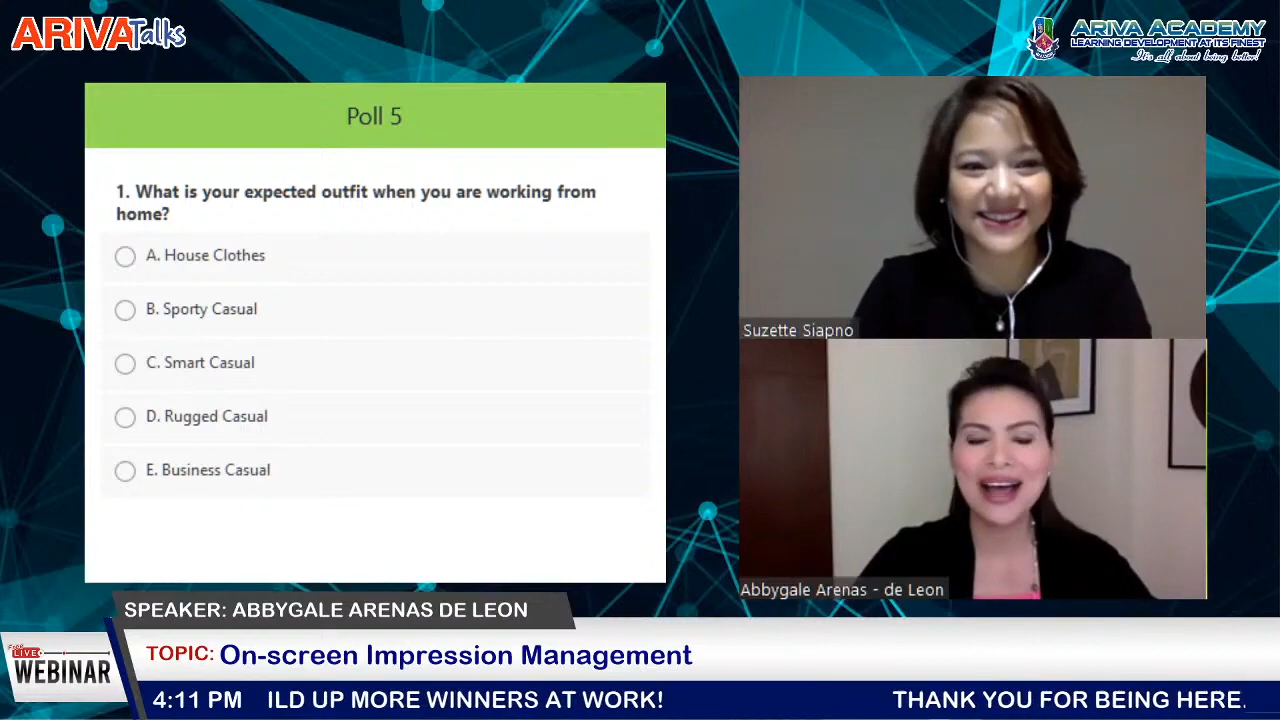 ARIVATalks
ARIVA ACADEMY
LEARNING DEVELOPMENT AT ITS FINEST
It's all about being better!
Poll 5
1. What is your expected outfit when you are working from
home?
A. House Clothes
B. Sporty Casual
C. Smart Casual
D. Rugged Casual
E. Business Casual
Suzette Siapno
Abbygale Arenas - de Leon
SPEAKER: ABBYGALE ARENAS DE LEON
Free
LIVE
WEBINAR
TOPIC: On-screen Impression Management
4:11 PM ILD UP MORE WINNERS AT WORK! THANK YOU FOR BEING HERE.